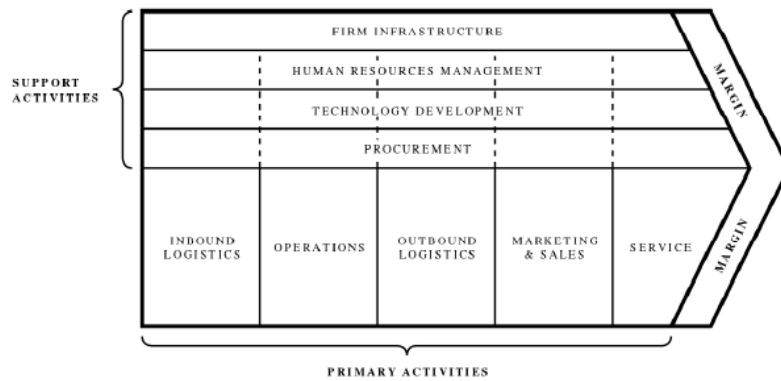 FIRM INFRASTRUCTURE
HUMAN RESOURCES MANAGEMENT
TECHNOLOGY DEVELOPMENT
PROCUREMENT
SUPPORT
ACTIVITIES
MARGIN
INBOUND
LOGISTICS
OPERATIONS
OUTBOUND
LOGISTICS
MARKETING
& SALES
SERVICE
MARGIN
PRIMARY ACTIVITIES